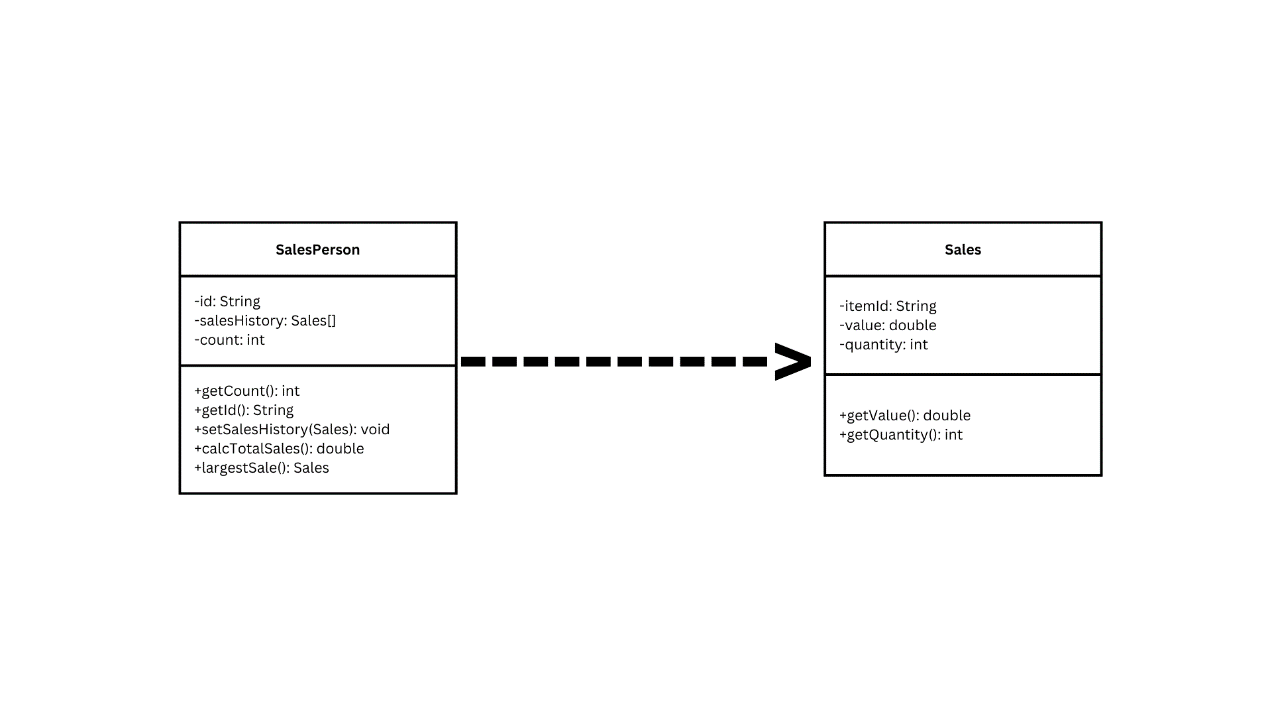 SalesPerson
-id: String
-salesHistory: Sales[]
-count: int
+getCount(): int
+getId(): String
+setSalesHistory(Sales): void
+calcTotalSales(): double
+largestSale(): Sales
Sales
-itemId: String
-value: double
-quantity: int
+getValue(): double
+getQuantity(): int